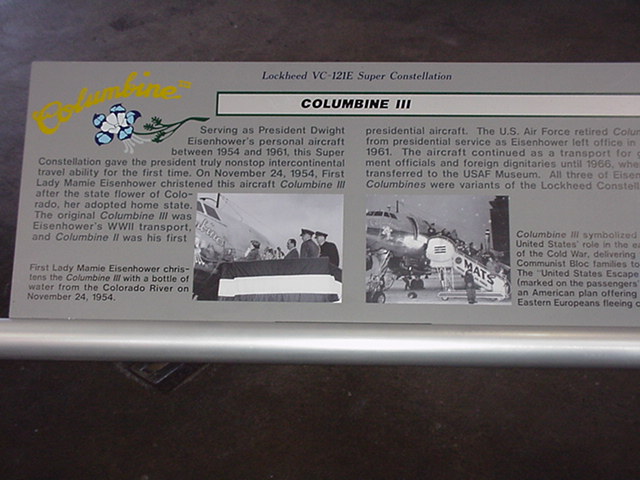 Columbine III
Lockheed VC-121E Super Constellation
COLUMBINE III
Serving as President Dwight
Eisenhower's personal aircraft
between 1954 and 1961, this Super
Constellation gave the president truly nonstop intercontinental
travel ability for the first time. On November 24, 1954, First
Lady Mamie Eisenhower christened this aircraft Columbine III
after the state flower of Colo-
rado, her adopted home state.
The original Columbine III was
Eisenhower's WWII transport,
and Columbine II was his first
presidential aircraft. The U.S. Air Force retired
from presidential service as Eisenhower left office in
1961. The aircraft continued as a transport for
ment officials and foreign dignitaries until 1966,
transferred to the USAF Museum. All three of
Columbines were variants of the Lockheed
First Lady Mamie Eisenhower chris-
tens the Columbine III with a bottle of
water from the Colorado River on
November 24, 1954.
MATS
Columbine III symbolized
United States' role in the
of the Cold War, delivering
Communist Bloc families to
The "United States Escape
(marked on the passengers'
an American plan offering
Eastern Europeans fleeing